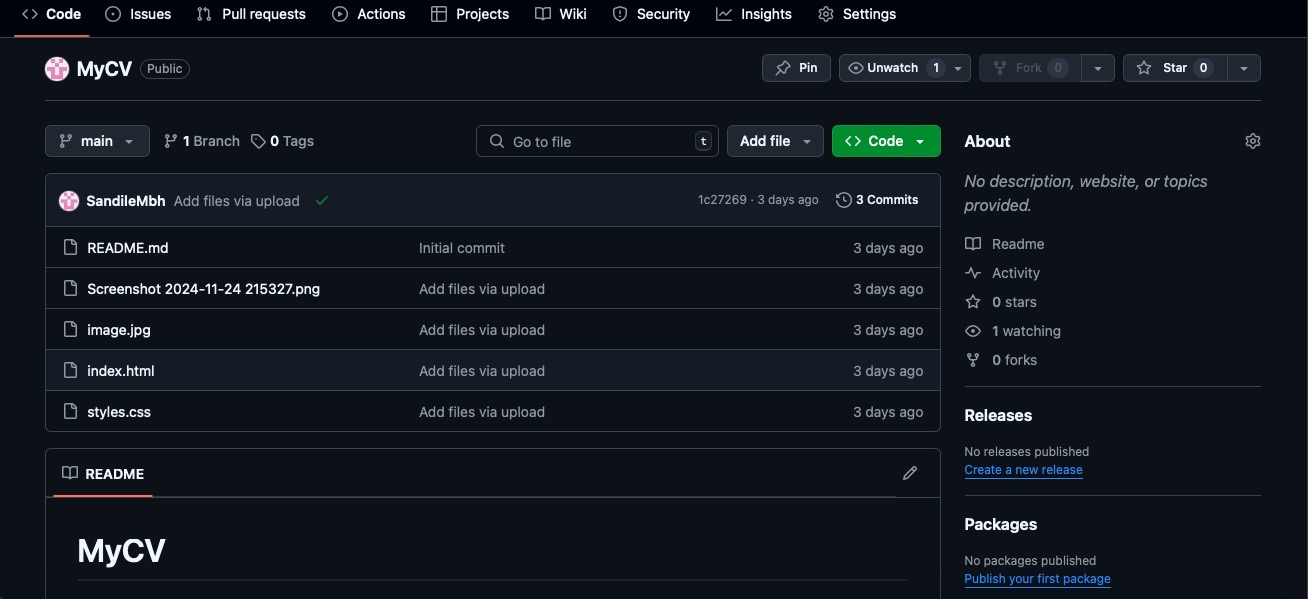 Code Issues Pull requests Actions Projects Wiki Security Insights Settings
MyCV Public Pin Unwatch 1 Fork 0 Star 0
main 1 Branch 0 Tags Go to file t Add file Code
SandileMbh Add files via upload 1c27269 · 3 days ago 3 Commits
README.md Initial commit 3 days ago
Screenshot 2024-11-24 215327.png Add files via upload 3 days ago
image.jpg Add files via upload 3 days ago
index.html Add files via upload 3 days ago
styles.css Add files via upload 3 days ago
README
MyCV
About
No description, website, or topics
provided.
Readme
Activity
0 stars
1 watching
0 forks
Releases
No releases published
Create a new release
Packages
No packages published
Publish your first package